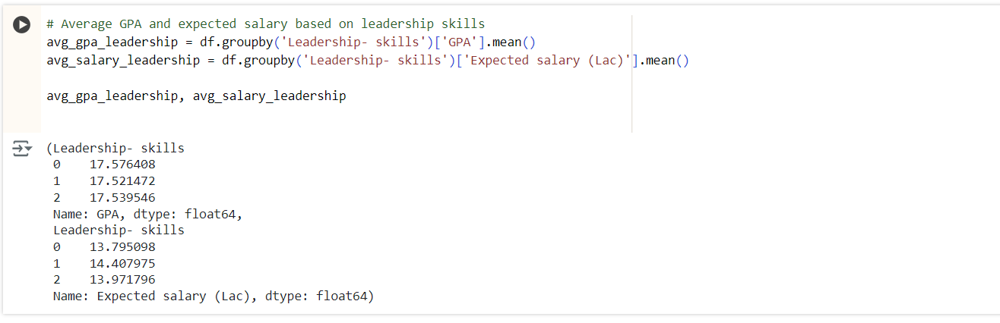 # Average GPA and expected salary based on leadership skills
avg_gpa_leadership = df.groupby('Leadership- skills')['GPA'].mean()
avg_salary_leadership = df.groupby('Leadership- skills')['Expected salary (Lac)'].mean()
avg_gpa_leadership, avg_salary_leadership
(Leadership- skills
0    17.576408
1    17.521472
2    17.539546
Name: GPA, dtype: float64,
Leadership- skills
0    13.795098
1    14.407975
2    13.971796
Name: Expected salary (Lac), dtype: float64)